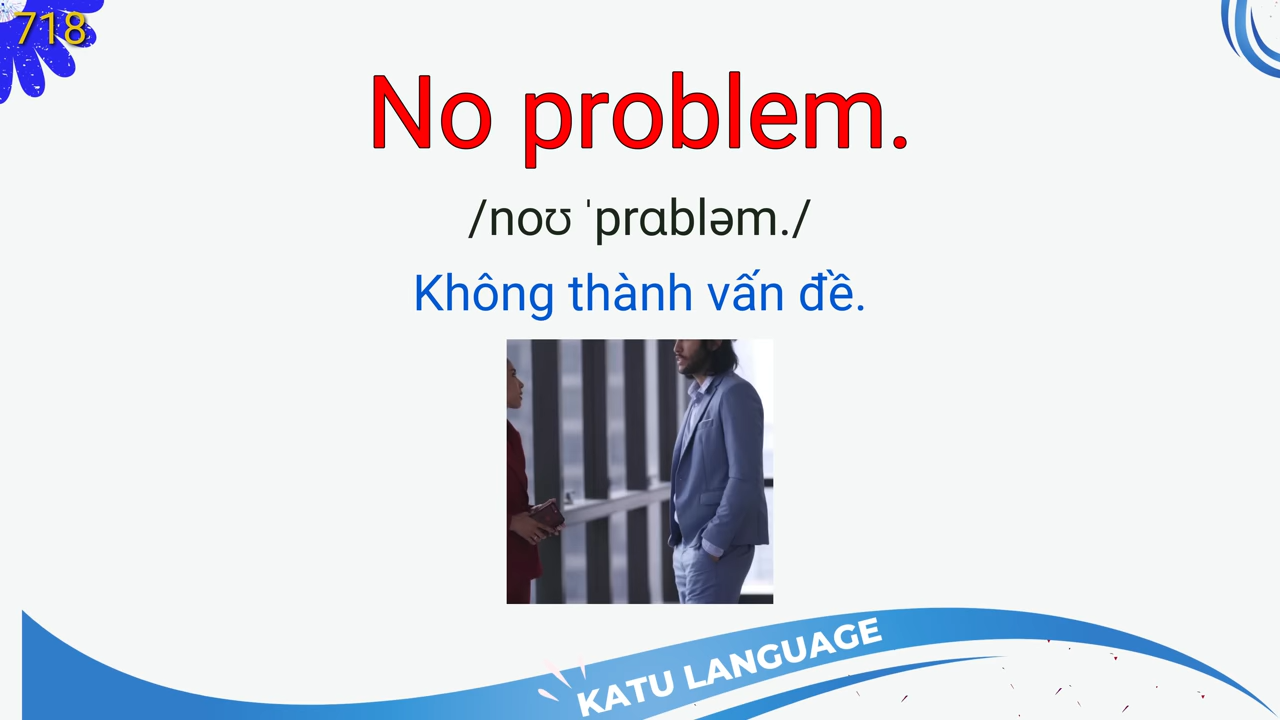 718
No problem.
/noʊ ˈprɑbləm./
Không thành vấn đề.
KATU LANGUAGE